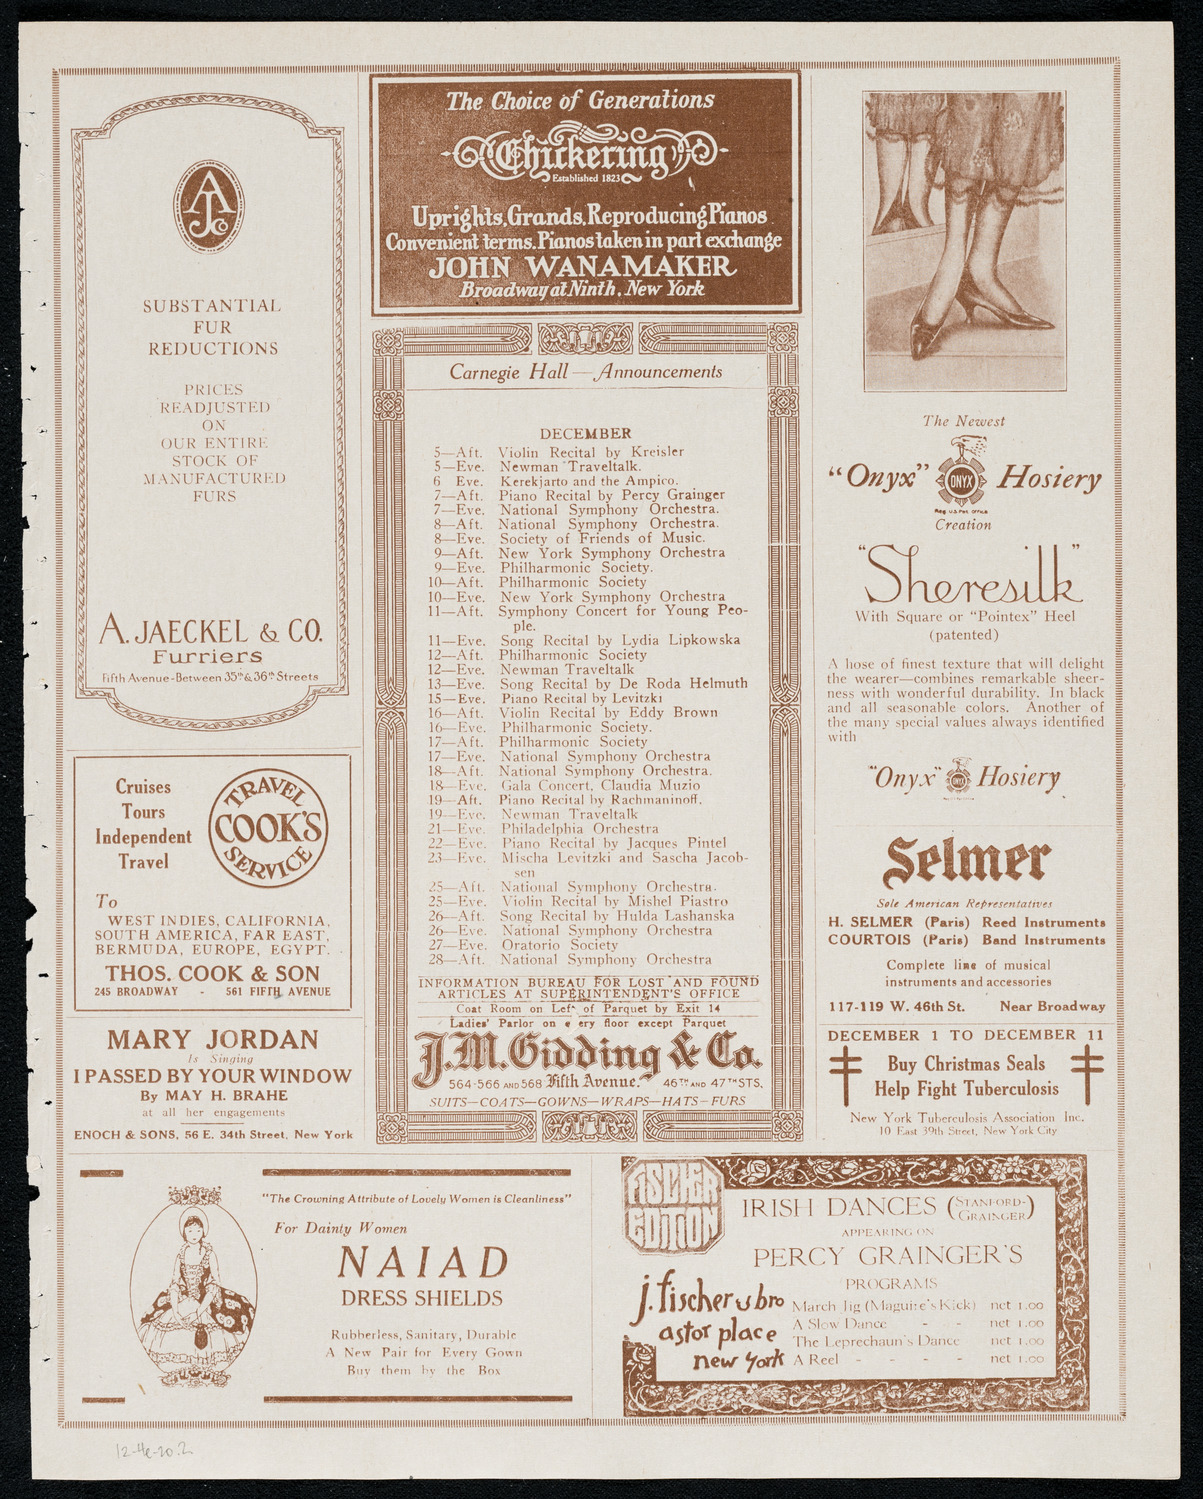 AJCo
SUBSTANTIAL
FUR
REDUCTIONS
PRICES
READJUSTED
ON
OUR ENTIRE
STOCK OF
MANUFACTURED
FURS
A. JAECKEL & CO.
Furriers
Fifth Avenue-Between 35th & 36th Streets
Cruises
Tours
Independent
Travel
TRAVEL
COOK'S
SERVICE
To
WEST INDIES, CALIFORNIA,
SOUTH AMERICA, FAR EAST,
BERMUDA, EUROPE, EGYPT.
THOS. COOK & SON
245 BROADWAY - 561 FIFTH AVENUE
MARY JORDAN
Is Singing
I PASSED BY YOUR WINDOW
By MAY H. BRAHE
at all her engagements
ENOCH & SONS, 56 E. 34th Street, New York
The Choice of Generations
Chickering
Established 1823
Uprights, Grands, Reproducing Pianos
Convenient terms. Pianos taken in part exchange
JOHN WANAMAKER
Broadway at Ninth, New York
Carnegie Hall — Announcements
DECEMBER
5—Aft. Violin Recital by Kreisler
5—Eve. Newman Traveltalk.
6 Eve. Kerekjarto and the Ampico.
7—Aft. Piano Recital by Percy Grainger
7—Eve. National Symphony Orchestra.
8—Aft. National Symphony Orchestra.
8—Eve. Society of Friends of Music.
9—Aft. New York Symphony Orchestra
9—Eve. Philharmonic Society.
10—Aft. Philharmonic Society
10—Eve. New York Symphony Orchestra
11—Aft. Symphony Concert for Young Peo-
ple.
11—Eve. Song Recital by Lydia Lipkowska
12—Aft. Philharmonic Society
12—Eve. Newman Traveltalk
13—Eve. Song Recital by De Roda Helmuth
15—Eve. Piano Recital by Levitzki
16—Aft. Violin Recital by Eddy Brown
16—Eve. Philharmonic Society.
17—Aft. Philharmonic Society
17—Eve. National Symphony Orchestra
18—Aft. National Symphony Orchestra.
18—Eve. Gala Concert, Claudia Muzio
19—Aft. Piano Recital by Rachmaninoff.
19—Eve. Newman Traveltalk
21—Eve. Philadelphia Orchestra
22—Eve. Piano Recital by Jacques Pintel
23—Eve. Mischa Levitzki and Sascha Jacob-
sen
25—Aft. National Symphony Orchestra.
25—Eve. Violin Recital by Mishel Piastro
26—Aft. Song Recital by Hulda Lashanska
26—Eve. National Symphony Orchestra
27—Eve. Oratorio Society
28—Aft. National Symphony Orchestra
INFORMATION BUREAU FOR LOST AND FOUND
ARTICLES AT SUPERINTENDENT'S OFFICE
Coat Room on Left of Parquet by Exit 14
Ladies' Parlor on e ery floor except Parquet
J.M. Gidding & Co.
564-566 AND 568 Fifth Avenue. 46TH AND 47TH STS.
SUITS—COATS—GOWNS—WRAPS—HATS-FURS
The Newest
"Onyx" ONYX Hosiery
Reg. U.S. Pat. Office
Creation
"Sheresilk"
With Square or "Pointex" Heel
(patented)
A hose of finest texture that will delight
the wearer—combines remarkable sheer-
ness with wonderful durability. In black
and all seasonable colors. Another of
the many special values always identified
with
"Onyx" ONYX Hosiery
Selmer
Sole American Representatives
H. SELMER (Paris) Reed Instruments
COURTOIS (Paris) Band Instruments
Complete line of musical
instruments and accessories
117-119 W. 46th St. Near Broadway
DECEMBER 1 TO DECEMBER 11
Buy Christmas Seals
Help Fight Tuberculosis
New York Tuberculosis Association Inc.
10 East 39th Street, New York City
"The Crowning Attribute of Lovely Women is Cleanliness"
For Dainty Women
NAIAD
DRESS SHIELDS
Rubberless, Sanitary, Durable
A New Pair for Every Gown
Buy them by the Box
FISCHER
EDITION
j. fischer & bro
astor place
new york
IRISH DANCES (STANFORD-
GRAINGER)
APPEARING ON
PERCY GRAINGER'S
PROGRAMS
March Jig (Maguire's Kick) net 1.00
A Slow Dance - - net 1.00
The Leprechaun's Dance net 1.00
A Reel - - - - net 1.00
12-4e-20.2